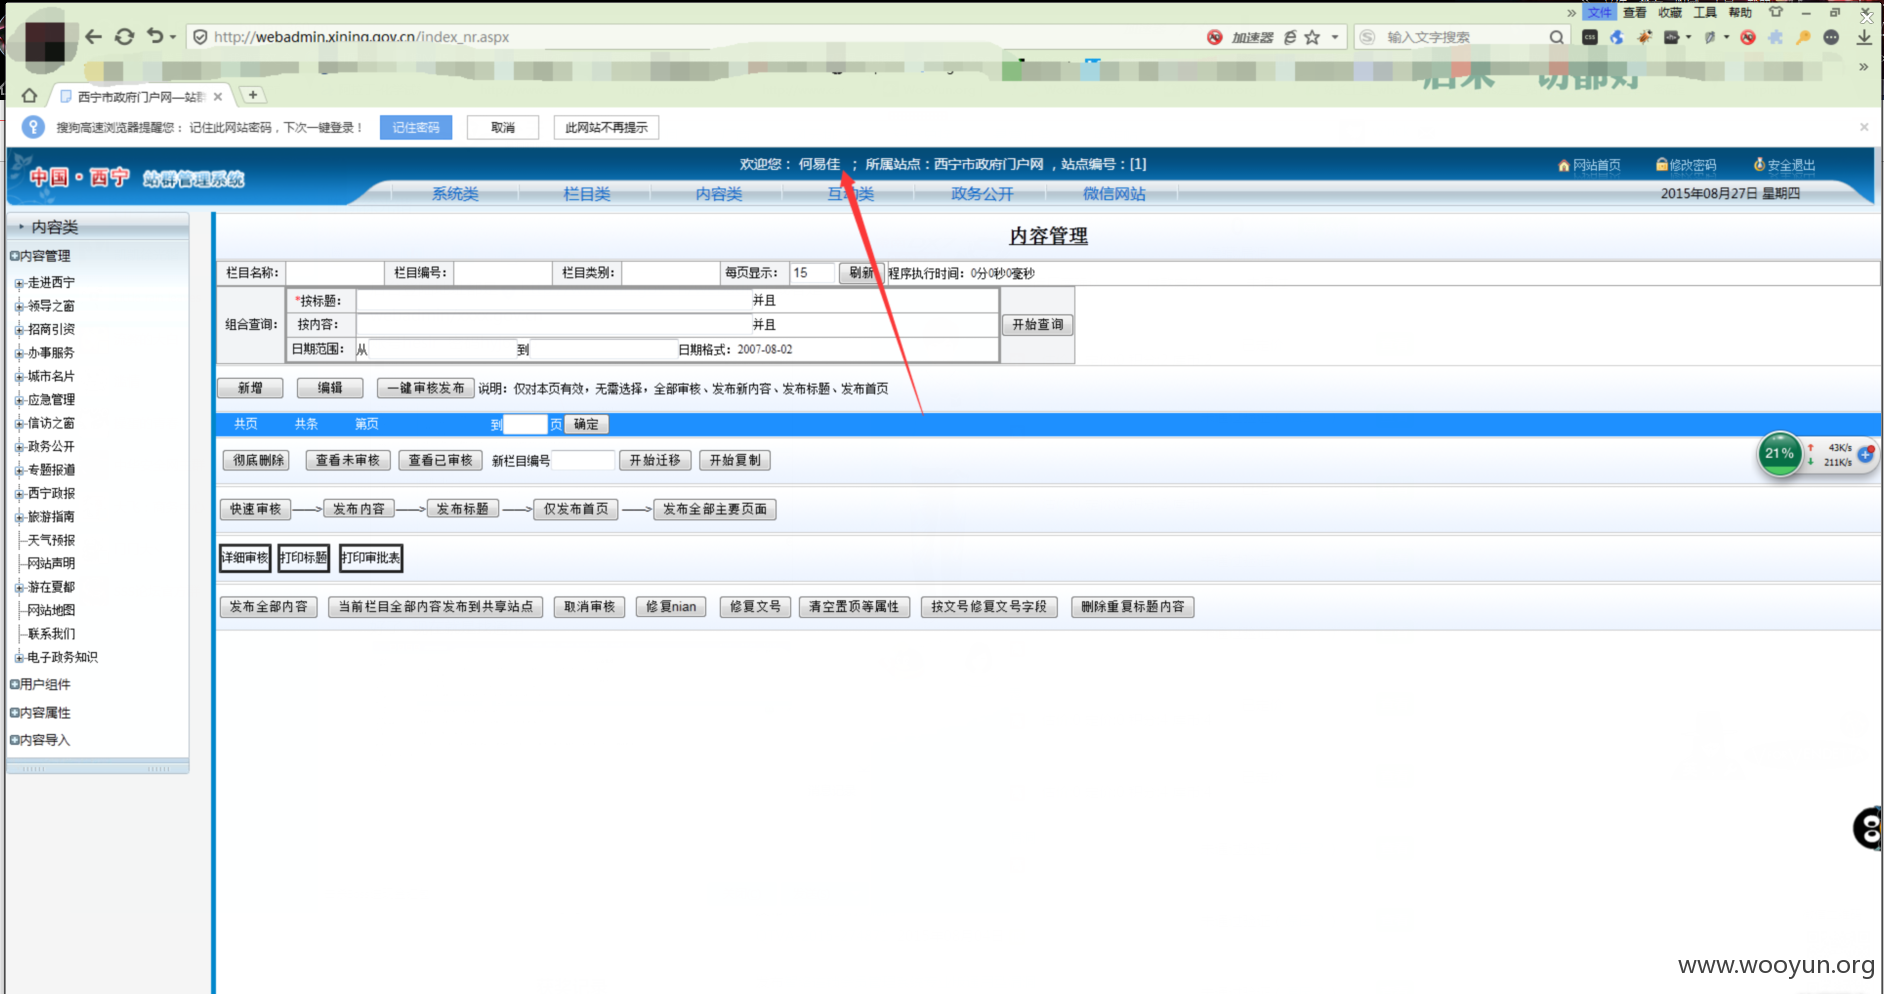 文件 查看 收藏 工具 帮助
http://webadmin.xining.gov.cn/index_nr.aspx
加速器
输入文字搜索
西宁市政府门户网—站群
搜狗高速浏览器提醒您： 记住此网站密码，下次一键登录！ 记住密码 取消 此网站不再提示
中国·西宁 站群管理系统
欢迎您： 何易佳 ； 所属站点：西宁市政府门户网 ，站点编号：[1]
网站首页 修改密码 安全退出
系统类 栏目类 内容类 互动类 政务公开 微信网站
2015年08月27日 星期四
内容类
内容管理
走进西宁
领导之窗
招商引资
办事服务
城市名片
应急管理
信访之窗
政务公开
专题报道
西宁政报
旅游指南
天气预报
网站声明
游在夏都
网站地图
联系我们
电子政务知识
用户组件
内容属性
内容导入
内容管理
栏目名称： 栏目编号： 栏目类别： 每页显示： 15 刷新 程序执行时间：0分0秒0毫秒
组合查询：
*按标题： 并且
按内容： 并且
日期范围： 从 到 日期格式：2007-08-02
开始查询
新增 编辑 一键审核发布 说明：仅对本页有效，无需选择，全部审核、发布新内容、发布标题、发布首页
共页 共条 第页 到 页 确定
彻底删除 查看未审核 查看已审核 新栏目编号 开始迁移 开始复制
快速审核 ——> 发布内容 ——> 发布标题 ——> 仅发布首页 ——> 发布全部主要页面
详细审核 打印标题 打印审批表
发布全部内容 当前栏目全部内容发布到共享站点 取消审核 修复nian 修复文号 清空置顶等属性 按文号修复文号字段 删除重复标题内容
21%
43K/s
211K/s
www.wooyun.org